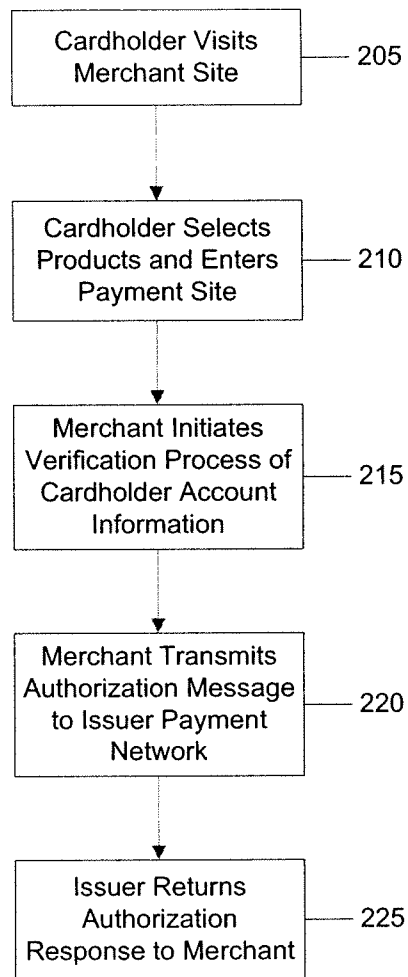 Cardholder Visits
Merchant Site
205
Cardholder Selects
Products and Enters
Payment Site
210
Merchant Initiates
Verification Process of
Cardholder Account
Information
215
Merchant Transmits
Authorization Message
to Issuer Payment
Network
220
Issuer Returns
Authorization
Response to Merchant
225